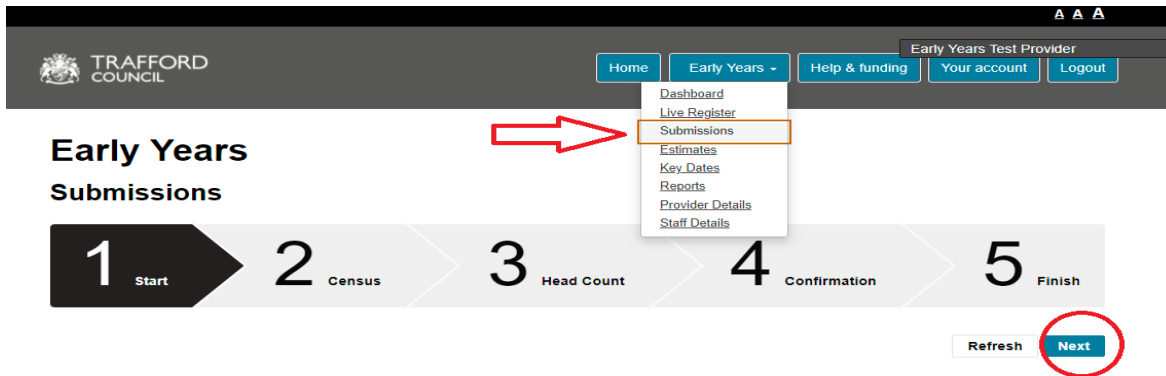 A A A
Early Years Test Provider
TRAFFORD
COUNCIL
Home Early Years Help & funding Your account Logout
Dashboard
Live Register
Submissions
Estimates
Key Dates
Reports
Provider Details
Staff Details
Early Years
Submissions
1 Start 2 Census 3 Head Count 4 Confirmation 5 Finish
Refresh Next